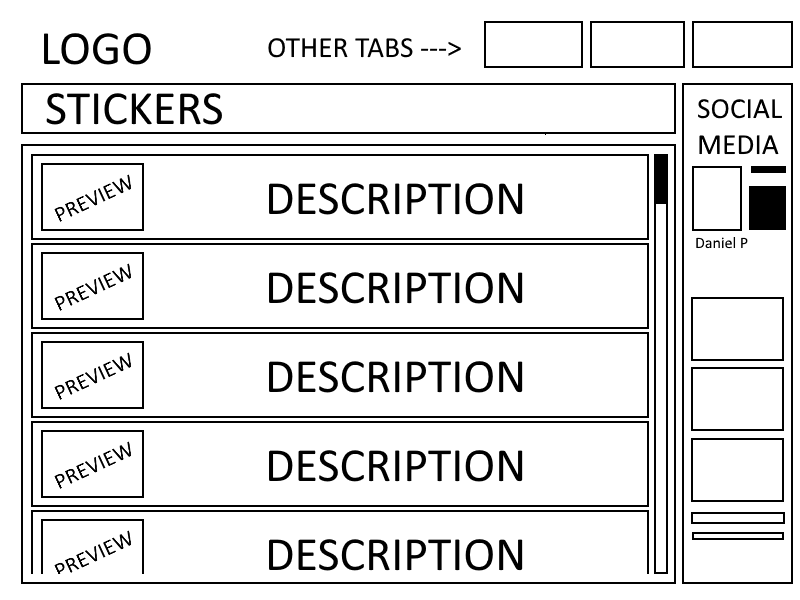 LOGO
OTHER TABS --->
STICKERS
SOCIAL
MEDIA
Daniel P
PREVIEW
DESCRIPTION
PREVIEW
DESCRIPTION
PREVIEW
DESCRIPTION
PREVIEW
DESCRIPTION
PREVIEW
DESCRIPTION